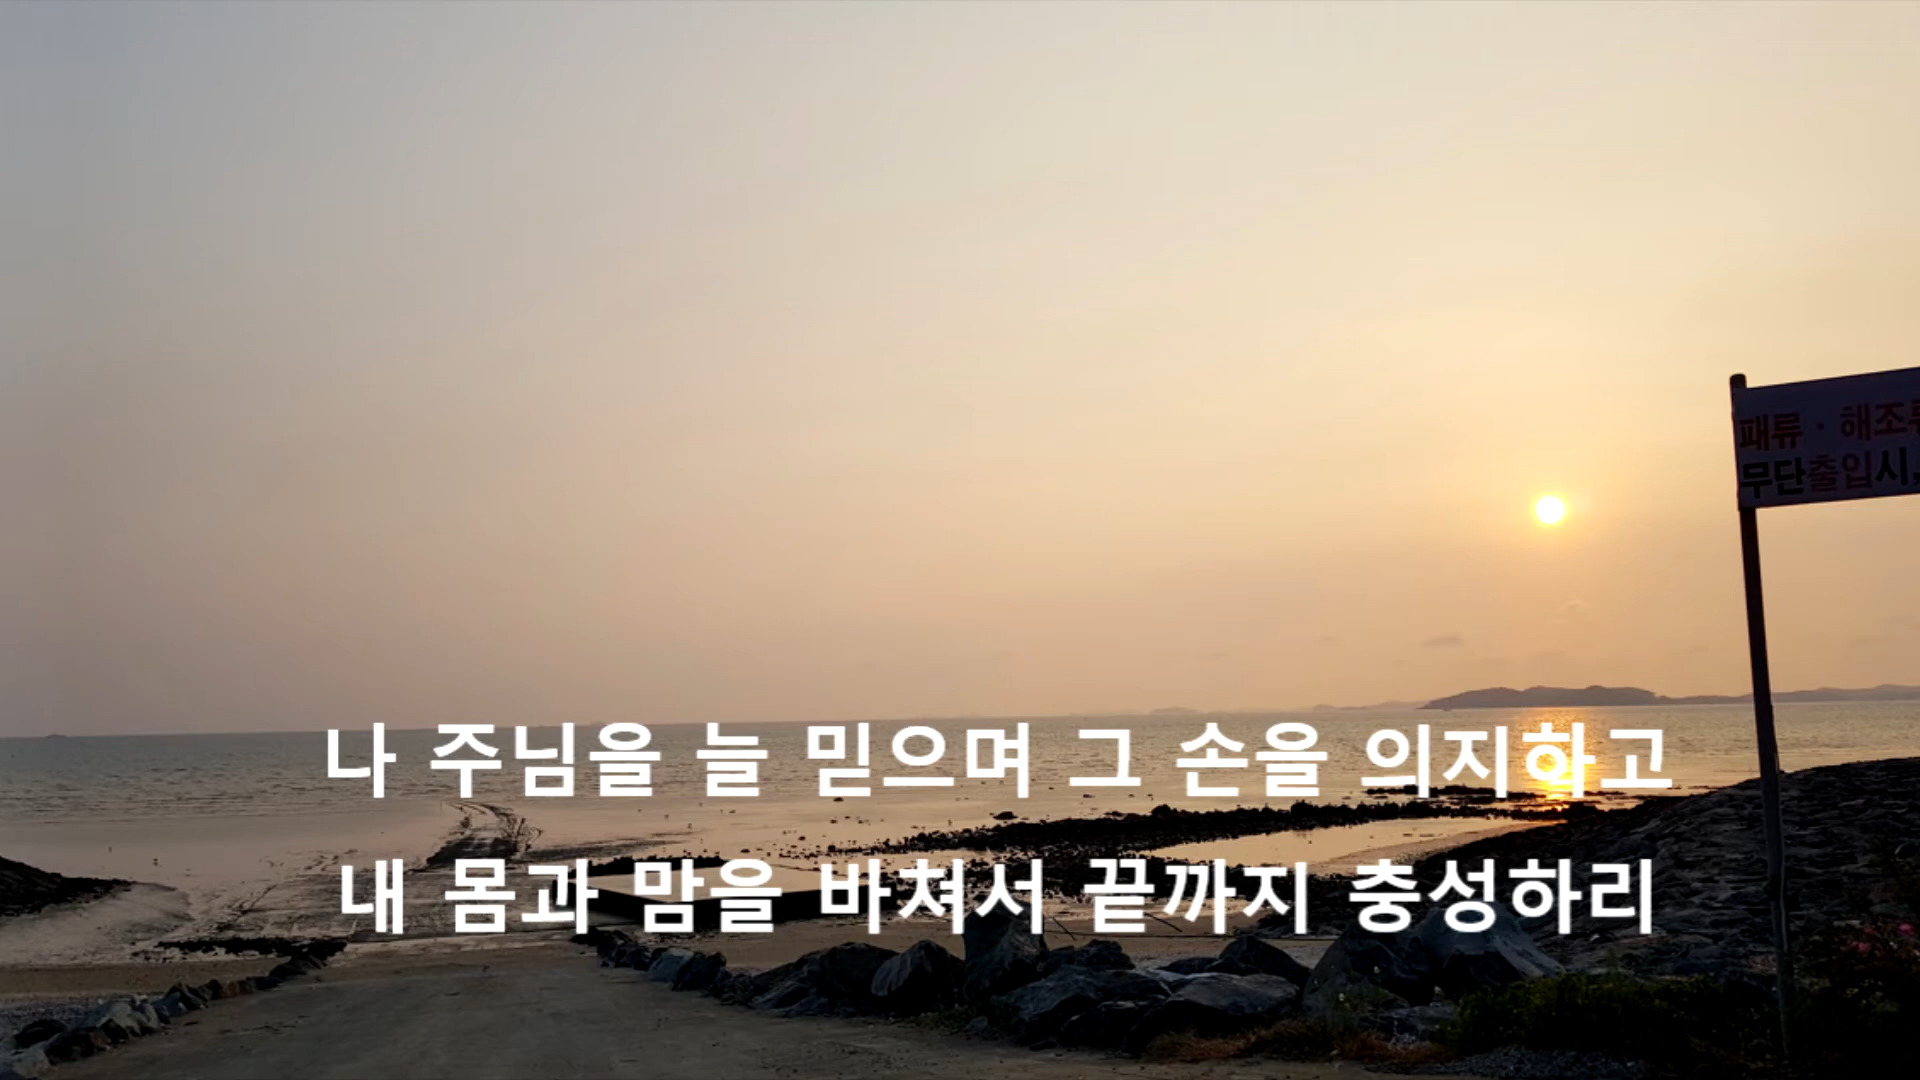 패류 · 해조류
무단출입시,
나 주님을 늘 믿으며 그 손을 의지하고
내 몸과 맘을 바쳐서 끝까지 충성하리